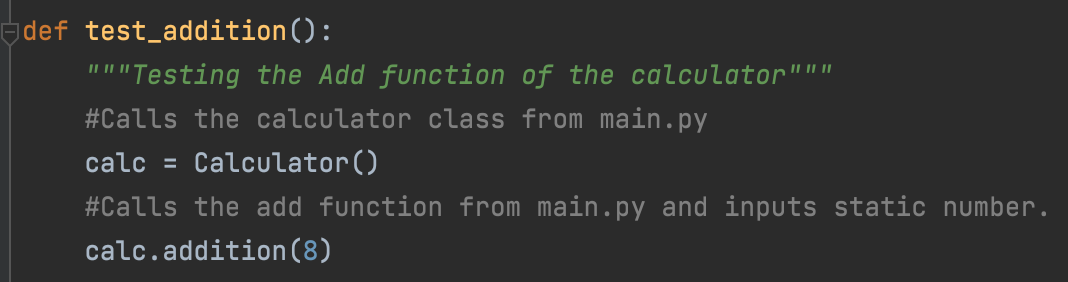 def test_addition():
    """Testing the Add function of the calculator"""
    #Calls the calculator class from main.py
    calc = Calculator()
    #Calls the add function from main.py and inputs static number.
    calc.addition(8)